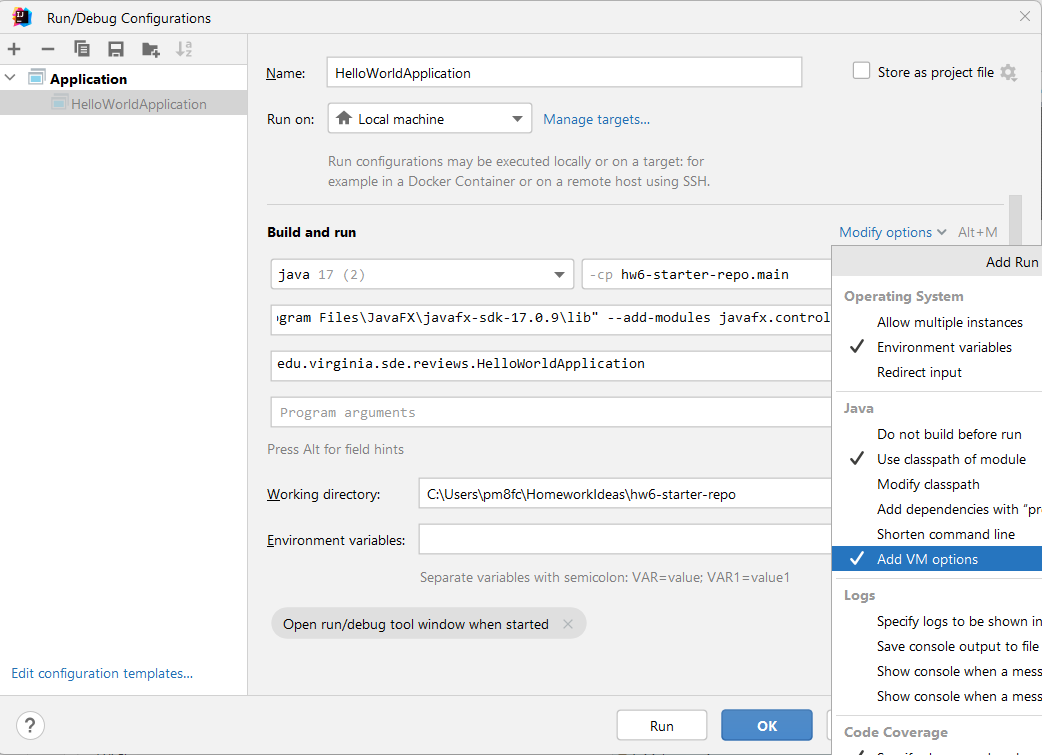 Run/Debug Configurations
Application
HelloWorldApplication
Edit configuration templates...
Name: HelloWorldApplication
Store as project file
Run on: Local machine Manage targets...
Run configurations may be executed locally or on a target: for
example in a Docker Container or on a remote host using SSH.
Build and run
Modify options Alt+M
java 17 (2) -cp hw6-starter-repo.main
gram Files\JavaFX\javafx-sdk-17.0.9\lib" --add-modules javafx.control
edu.virginia.sde.reviews.HelloWorldApplication
Program arguments
Press Alt for field hints
Working directory: C:\Users\pm8fc\HomeworkIdeas\hw6-starter-repo
Environment variables:
Separate variables with semicolon: VAR=value; VAR1=value1
Open run/debug tool window when started
Add Run
Operating System
Allow multiple instances
Environment variables
Redirect input
Java
Do not build before run
Use classpath of module
Modify classpath
Add dependencies with "pr
Shorten command line
Add VM options
Logs
Specify logs to be shown in
Save console output to file
Show console when a mess
Show console when a mess
Code Coverage
?
Run
OK